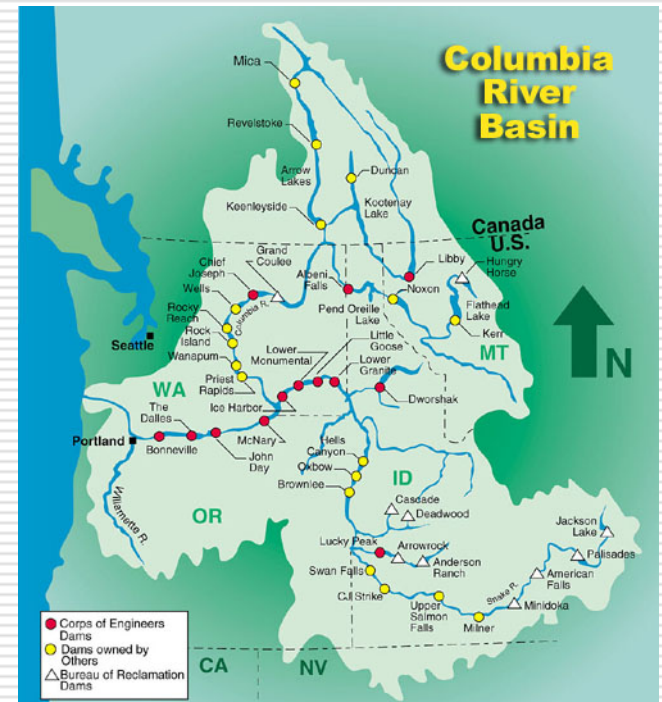 Columbia
River
Basin
Mica
Revelstoke
Arrow
Lakes
Duncan
Kootenay
Lake
Keenleyside
Canada
U.S.
Grand
Coulee
Chief
Joseph
Albeni
Falls
Libby
Hungry
Horse
Wells
Noxon
Columbia R.
Rocky
Reach
Pend Oreille
Lake
Flathead
Lake
Rock
Island
Kerr
Seattle
Wanapum
Little
Goose
Lower
Monumental
Lower
Granite
MT
N
WA
Priest
Rapids
Ice Harbor
Dworshak
The
Dalles
Portland
Bonneville
McNary
John
Day
Hells
Canyon
Oxbow
Brownlee
ID
Willamette R.
OR
Cascade
Deadwood
Jackson
Lake
Lucky Peak
Arrowrock
Anderson
Ranch
Palisades
American
Falls
Swan Falls
CJ Strike
Snake R.
Minidoka
Upper
Salmon
Falls
Milner
Corps of Engineers
Dams
Dams owned by
Others
Bureau of Reclamation
Dams
CA
NV